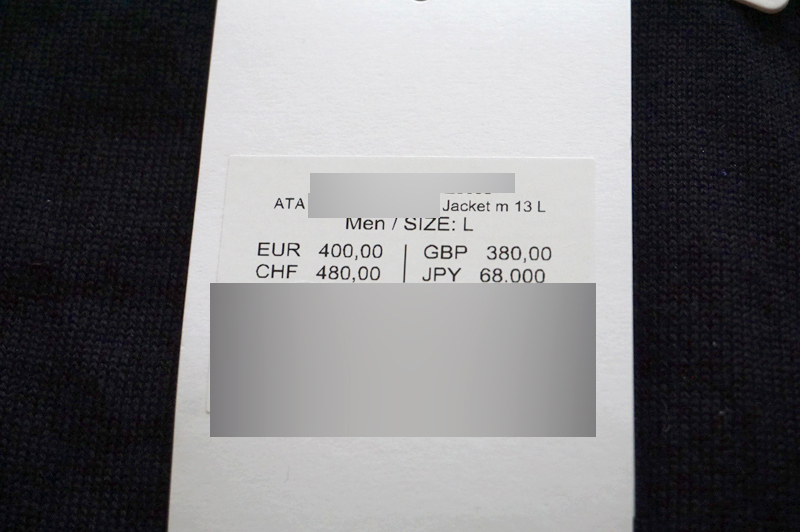 ATA Jacket m 13 L
Men / SIZE: L
EUR 400,00 | GBP 380,00
CHF 480,00 | JPY 68.000